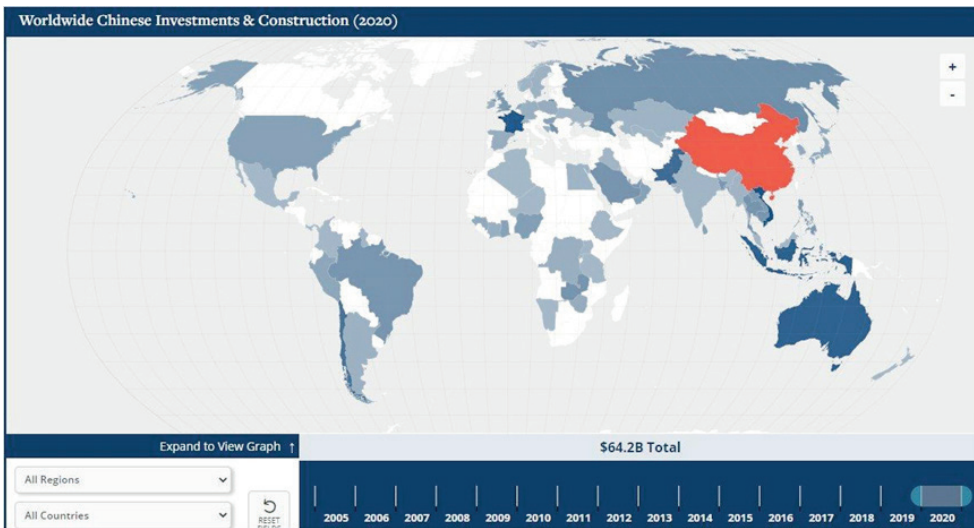 Worldwide Chinese Investments & Construction (2020)
+
-
Expand to View Graph ↑
$64.2B Total
All Regions
All Countries
RESET
FIELDS
2005 2006 2007 2008 2009 2010 2011 2012 2013 2014 2015 2016 2017 2018 2019 2020